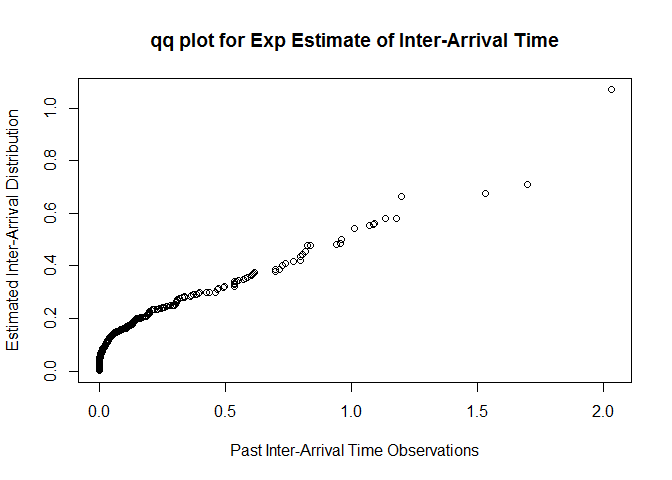 qq plot for Exp Estimate of Inter-Arrival Time
Estimated Inter-Arrival Distribution
1.0
0.8
0.6
0.4
0.2
0.0
0.0 0.5 1.0 1.5 2.0
Past Inter-Arrival Time Observations